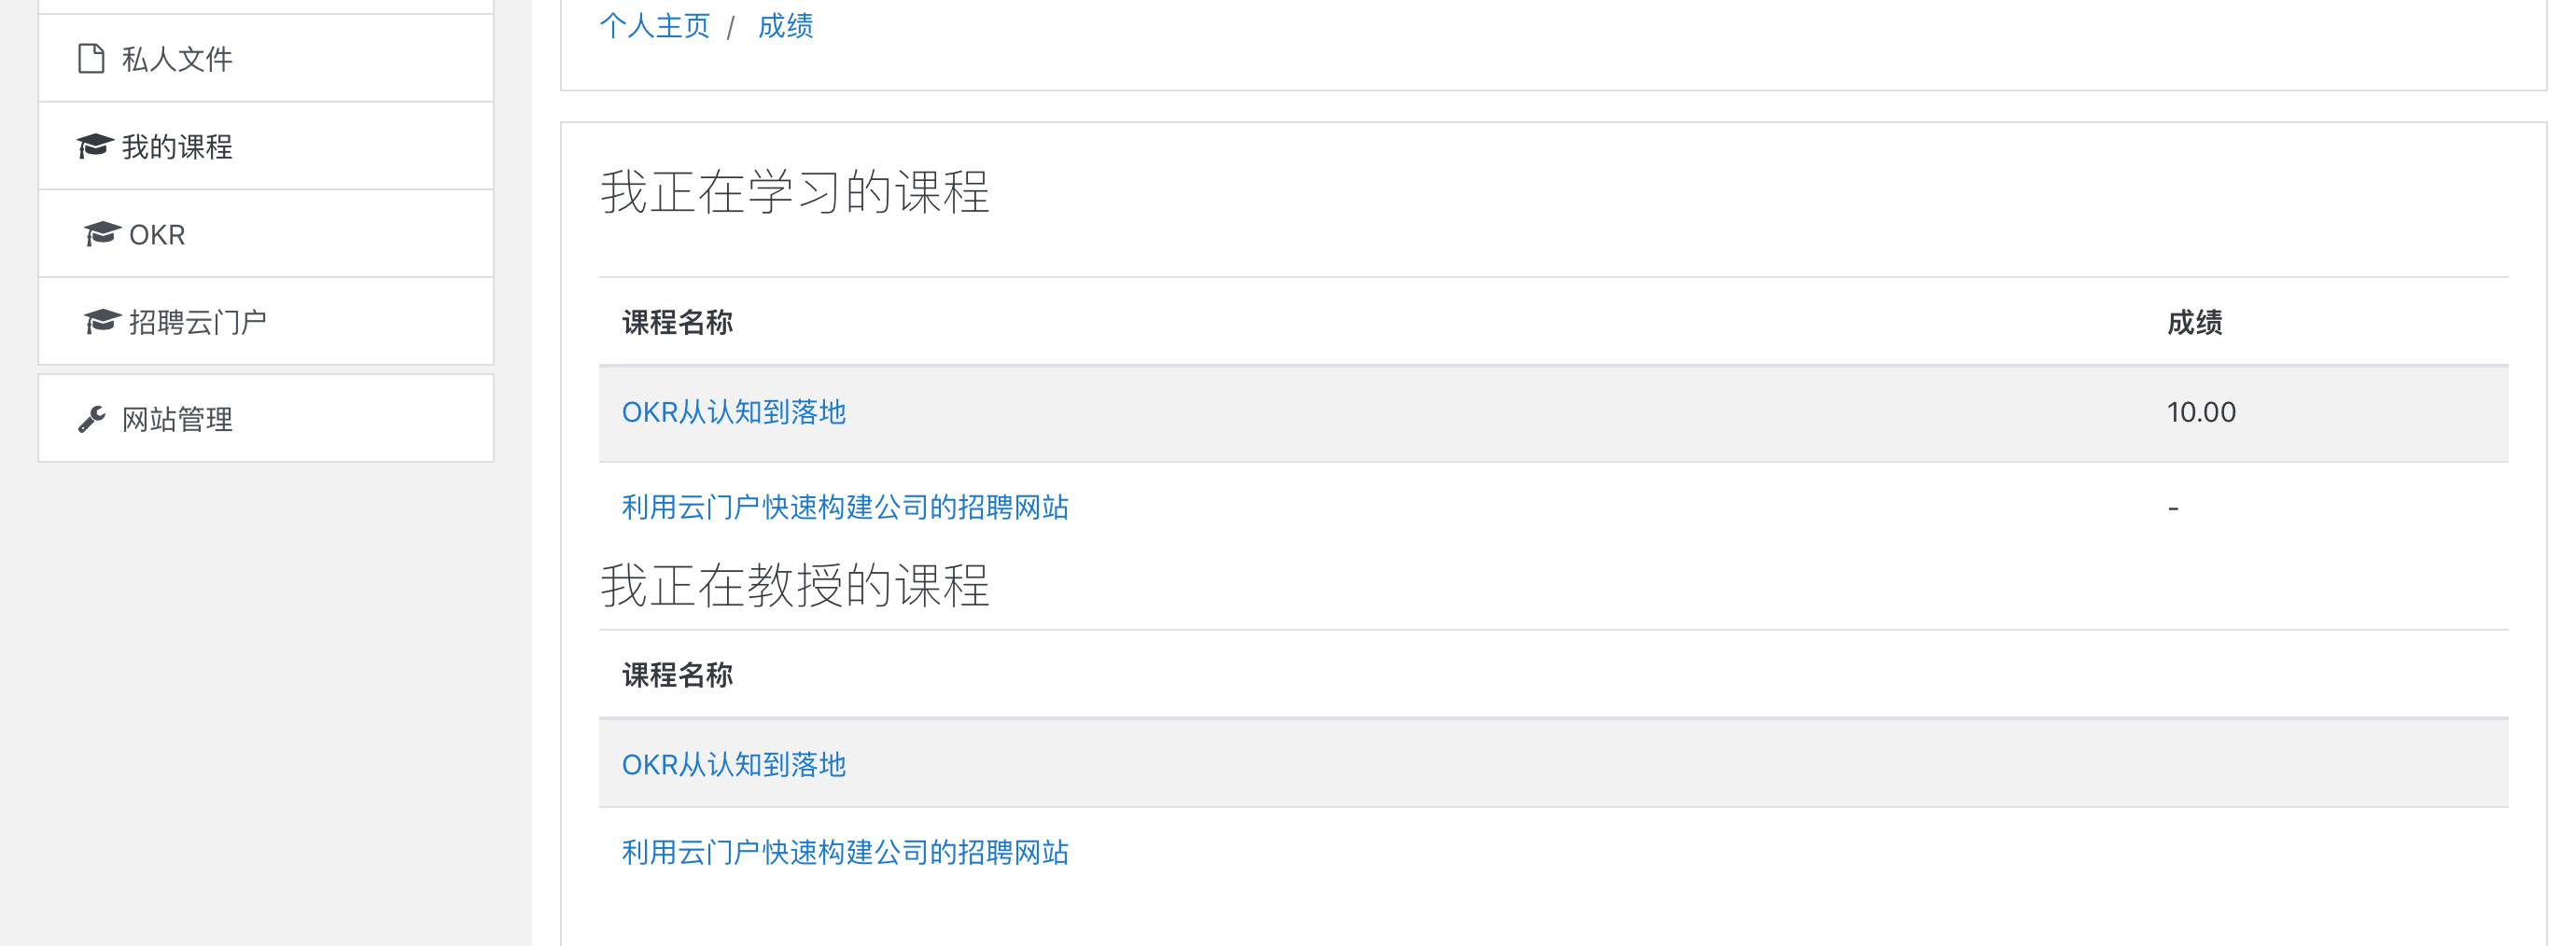 私人文件
我的课程
OKR
招聘云门户
网站管理
个人主页 / 成绩
我正在学习的课程
课程名称 成绩
OKR从认知到落地 10.00
利用云门户快速构建公司的招聘网站 -
我正在教授的课程
课程名称
OKR从认知到落地
利用云门户快速构建公司的招聘网站